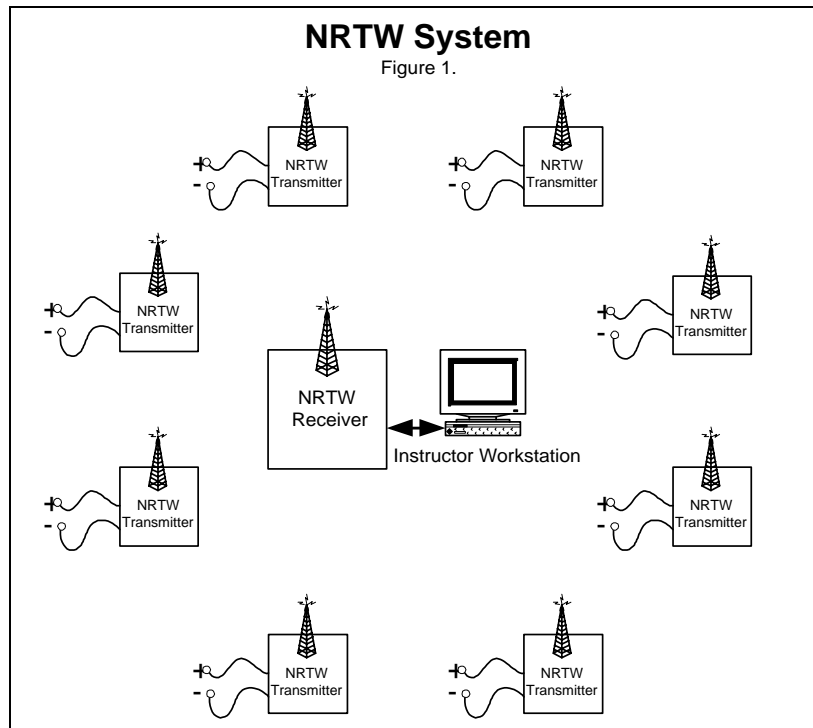 NRTW System
Figure 1.
+
-
NRTW
Transmitter
+
-
NRTW
Transmitter
+
-
NRTW
Transmitter
+
-
NRTW
Transmitter
NRTW
Receiver
Instructor Workstation
+
-
NRTW
Transmitter
+
-
NRTW
Transmitter
+
-
NRTW
Transmitter
+
-
NRTW
Transmitter